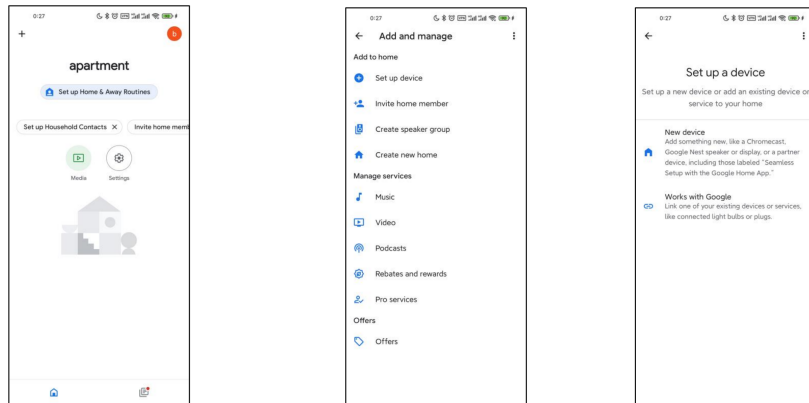 0:27
+
b
apartment
Set up Home & Away Routines
Set up Household Contacts X
Invite home memb
Media
Settings
0:27
Add and manage
Add to home
Set up device
Invite home member
Create speaker group
Create new home
Manage services
Music
Video
Podcasts
Rebates and rewards
Pro services
Offers
Offers
0:27
Set up a device
Set up a new device or add an existing device or
service to your home
New device
Add something new, like a Chromecast,
Google Nest speaker or display, or a partner
device, including those labeled "Seamless
Setup with the Google Home App."
Works with Google
Link one of your existing devices or services,
like connected light bulbs or plugs.